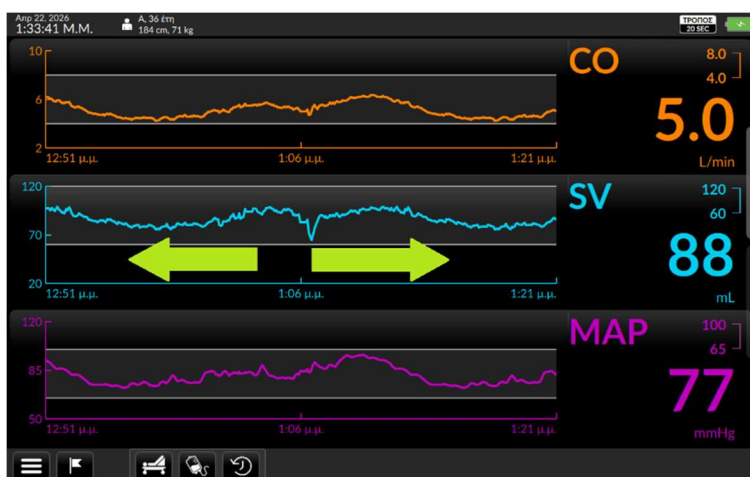 Απρ 22, 2026
1:33:41 Μ.Μ.
Α, 36 έτη
184 cm, 71 kg
ΤΡΟΠΟΣ
20 SEC
10
6
2
12:51 μ.μ.
1:06 μ.μ.
1:21 μ.μ.
CO
8.0
4.0
5.0
L/min
120
70
20
12:51 μ.μ.
1:06 μ.μ.
1:21 μ.μ.
SV
120
60
88
mL
120
85
50
12:51 μ.μ.
1:06 μ.μ.
1:21 μ.μ.
MAP
100
65
77
mmHg